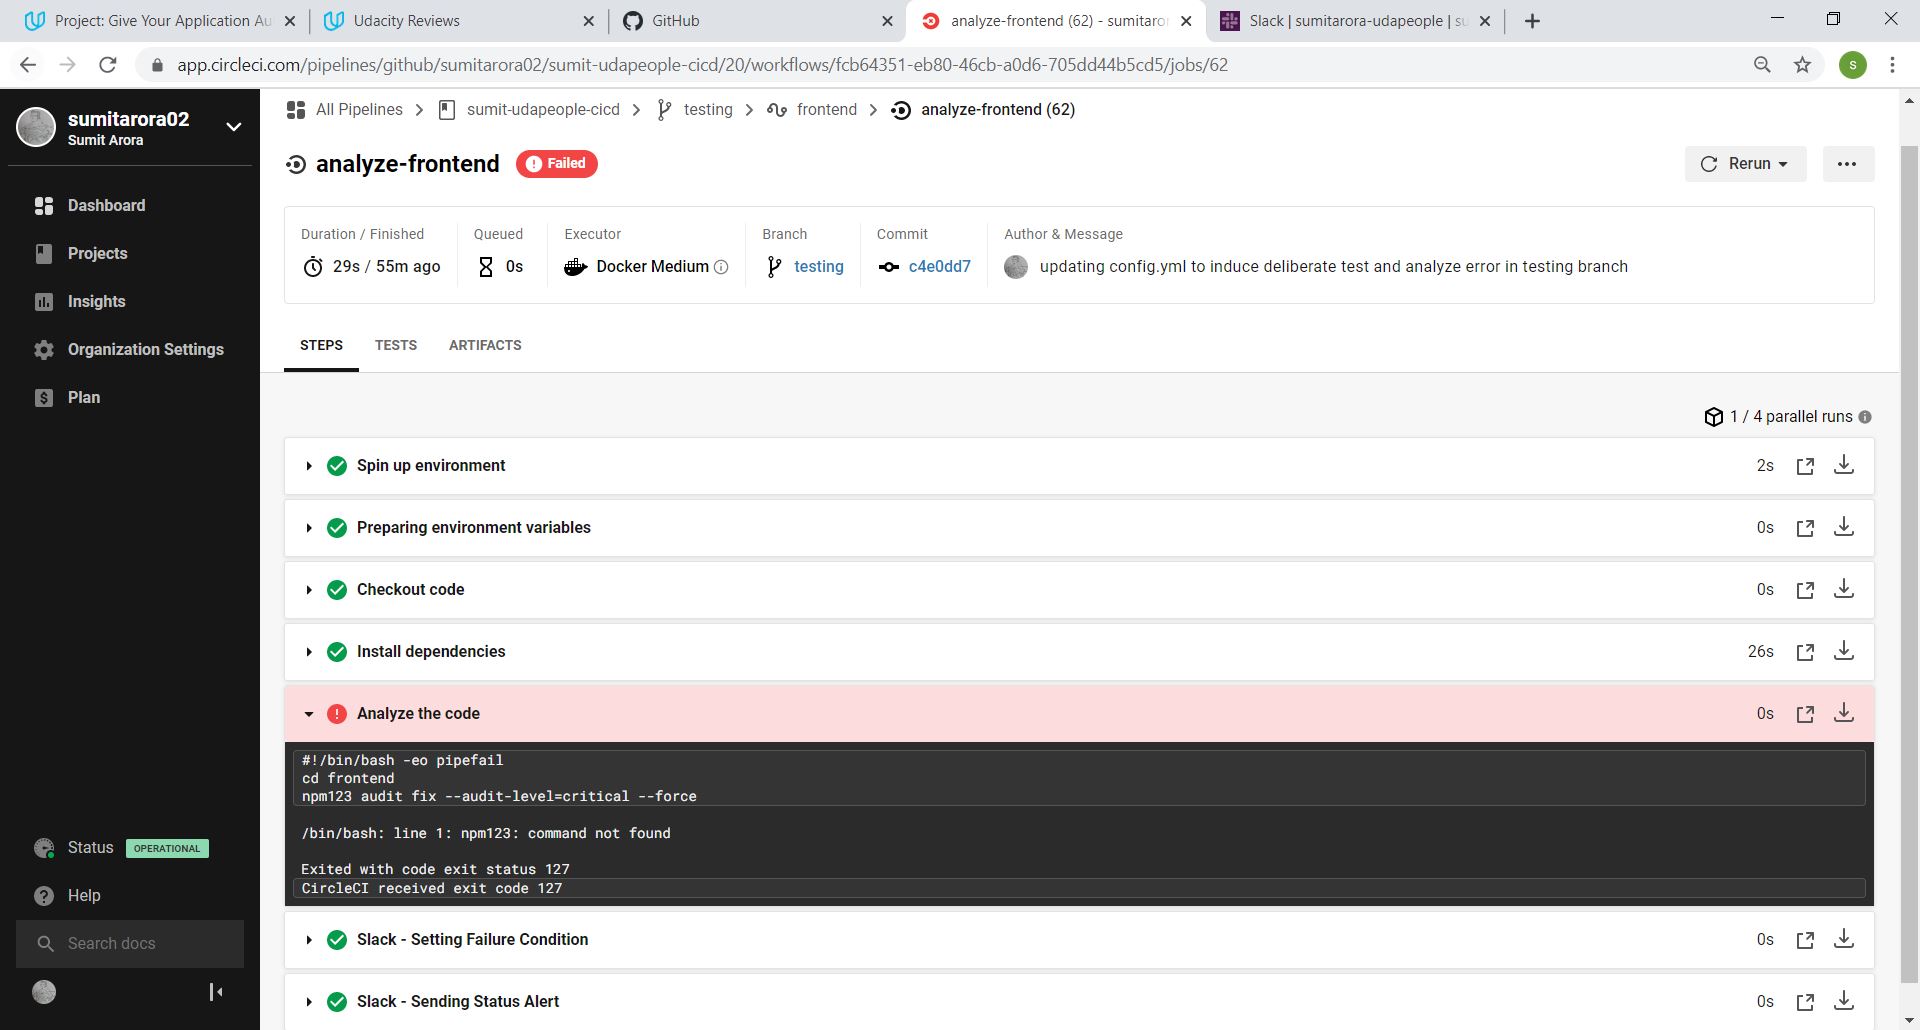 Project: Give Your Application Au
Udacity Reviews
GitHub
analyze-frontend (62) - sumitaror
Slack | sumitarora-udapeople | su
app.circleci.com/pipelines/github/sumitarora02/sumit-udapeople-cicd/20/workflows/fcb64351-eb80-46cb-a0d6-705dd44b5cd5/jobs/62
s
sumitarora02
Sumit Arora
Dashboard
Projects
Insights
Organization Settings
Plan
Status OPERATIONAL
Help
Search docs
All Pipelines sumit-udapeople-cicd testing frontend analyze-frontend (62)
analyze-frontend Failed
Rerun
Duration / Finished
29s / 55m ago
Queued
0s
Executor
Docker Medium
Branch
testing
Commit
c4e0dd7
Author & Message
updating config.yml to induce deliberate test and analyze error in testing branch
STEPS TESTS ARTIFACTS
1 / 4 parallel runs
Spin up environment 2s
Preparing environment variables 0s
Checkout code 0s
Install dependencies 26s
Analyze the code 0s
#!/bin/bash -eo pipefail
cd frontend
npm123 audit fix --audit-level=critical --force
/bin/bash: line 1: npm123: command not found
Exited with code exit status 127
CircleCI received exit code 127
Slack - Setting Failure Condition 0s
Slack - Sending Status Alert 0s